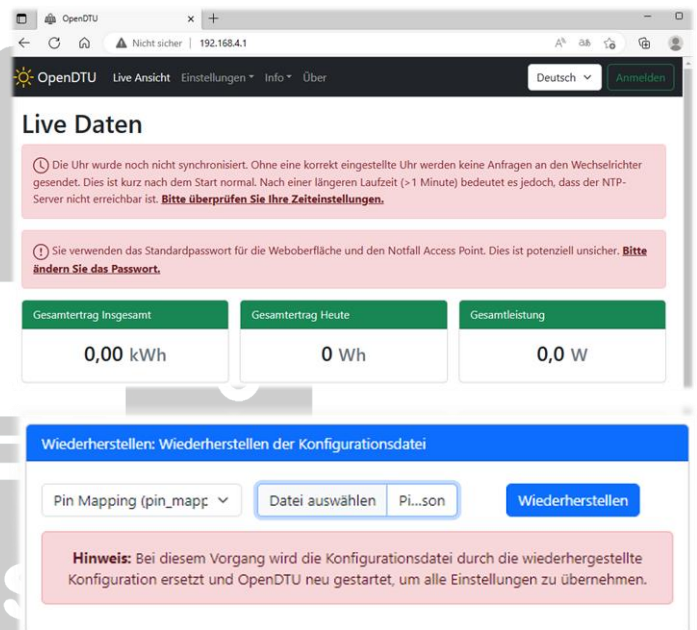 OpenDTU
Nicht sicher | 192.168.4.1
OpenDTU Live Ansicht Einstellungen Info Über Deutsch Anmelden
Live Daten
Die Uhr wurde noch nicht synchronisiert. Ohne eine korrekt eingestellte Uhr werden keine Anfragen an den Wechselrichter
gesendet. Dies ist kurz nach dem Start normal. Nach einer längeren Laufzeit (>1 Minute) bedeutet es jedoch, dass der NTP-
Server nicht erreichbar ist. Bitte überprüfen Sie Ihre Zeiteinstellungen.
Sie verwenden das Standardpasswort für die Weboberfläche und den Notfall Access Point. Dies ist potenziell unsicher. Bitte
ändern Sie das Passwort.
Gesamtertrag Insgesamt Gesamtertrag Heute Gesamtleistung
0,00 kWh 0 Wh 0,0 W
Wiederherstellen: Wiederherstellen der Konfigurationsdatei
Pin Mapping (pin_mapp Datei auswählen Pi...son Wiederherstellen
Hinweis: Bei diesem Vorgang wird die Konfigurationsdatei durch die wiederhergestellte
Konfiguration ersetzt und OpenDTU neu gestartet, um alle Einstellungen zu übernehmen.